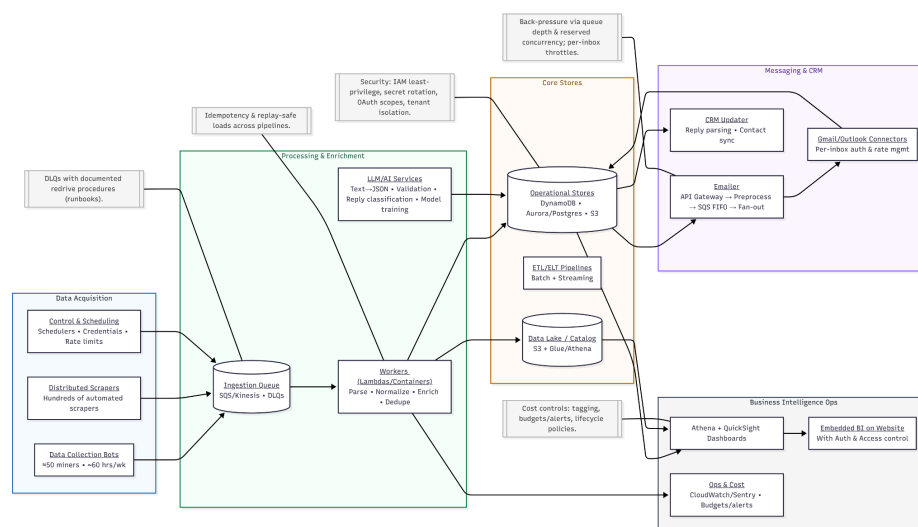 Back-pressure via queue
depth & reserved
concurrency; per-inbox
throttles.
Security: IAM least-
privilege, secret rotation,
OAuth scopes, tenant
isolation.
Idempotency & replay-safe
loads across pipelines.
DLQs with documented
redrive procedures
(runbooks).
Data Acquisition
Control & Scheduling
Schedulers • Credentials •
Rate limits
Distributed Scrapers
Hundreds of automated
scrapers
Data Collection Bots
≈50 miners • ≈60 hrs/wk
Processing & Enrichment
LLM/AI Services
Text→JSON • Validation •
Reply classification • Model
training
Ingestion Queue
SQS/Kinesis • DLQs
Workers
(Lambdas/Containers)
Parse • Normalize • Enrich
• Dedupe
Core Stores
Operational Stores
DynamoDB •
Aurora/Postgres • S3
ETL/ELT Pipelines
Batch + Streaming
Data Lake / Catalog
S3 + Glue/Athena
Messaging & CRM
CRM Updater
Reply parsing • Contact
sync
Gmail/Outlook Connectors
Per-inbox auth & rate mgmt
Emailer
API Gateway → Preprocess
→ SQS FIFO → Fan-out
Cost controls: tagging,
budgets/alerts, lifecycle
policies.
Business Intelligence Ops
Athena + QuickSight
Dashboards
Embedded BI on Website
With Auth & Access control
Ops & Cost
CloudWatch/Sentry •
Budgets/alerts